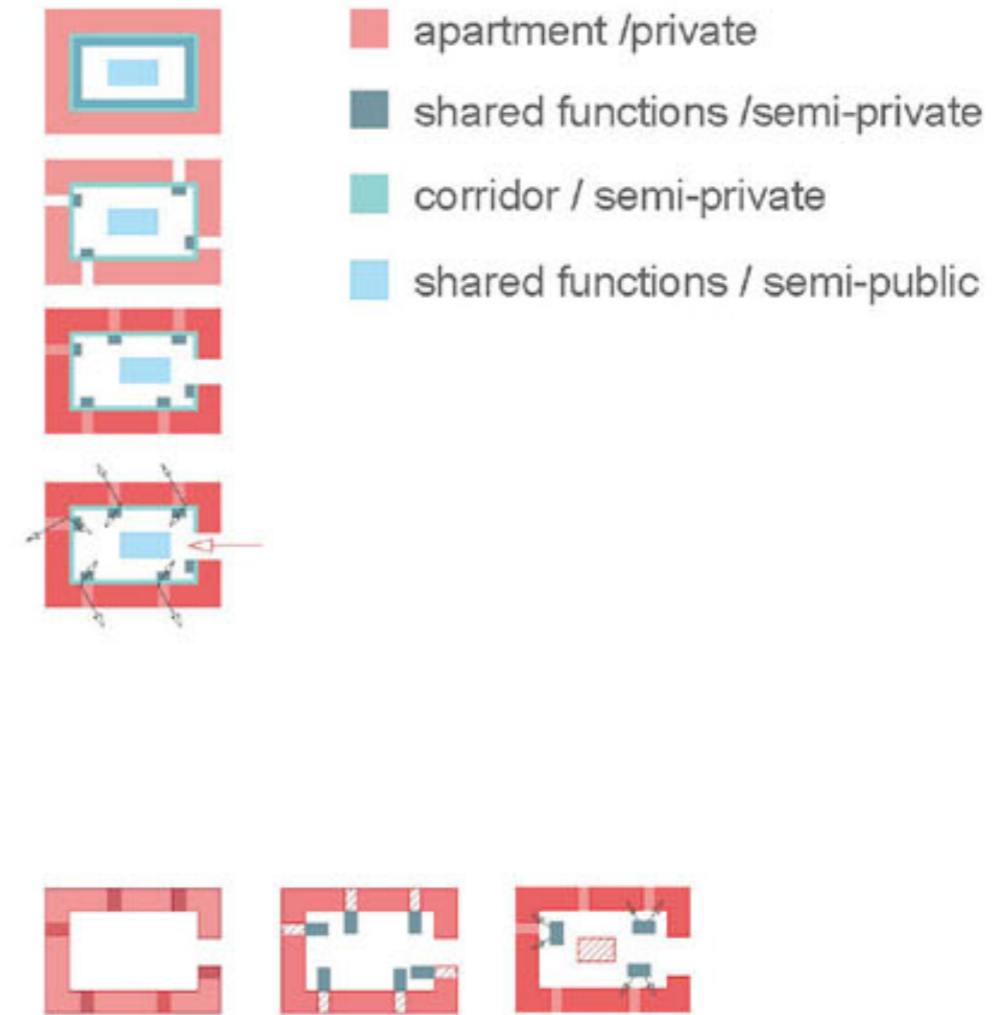 apartment /private
shared functions /semi-private
corridor / semi-private
shared functions / semi-public